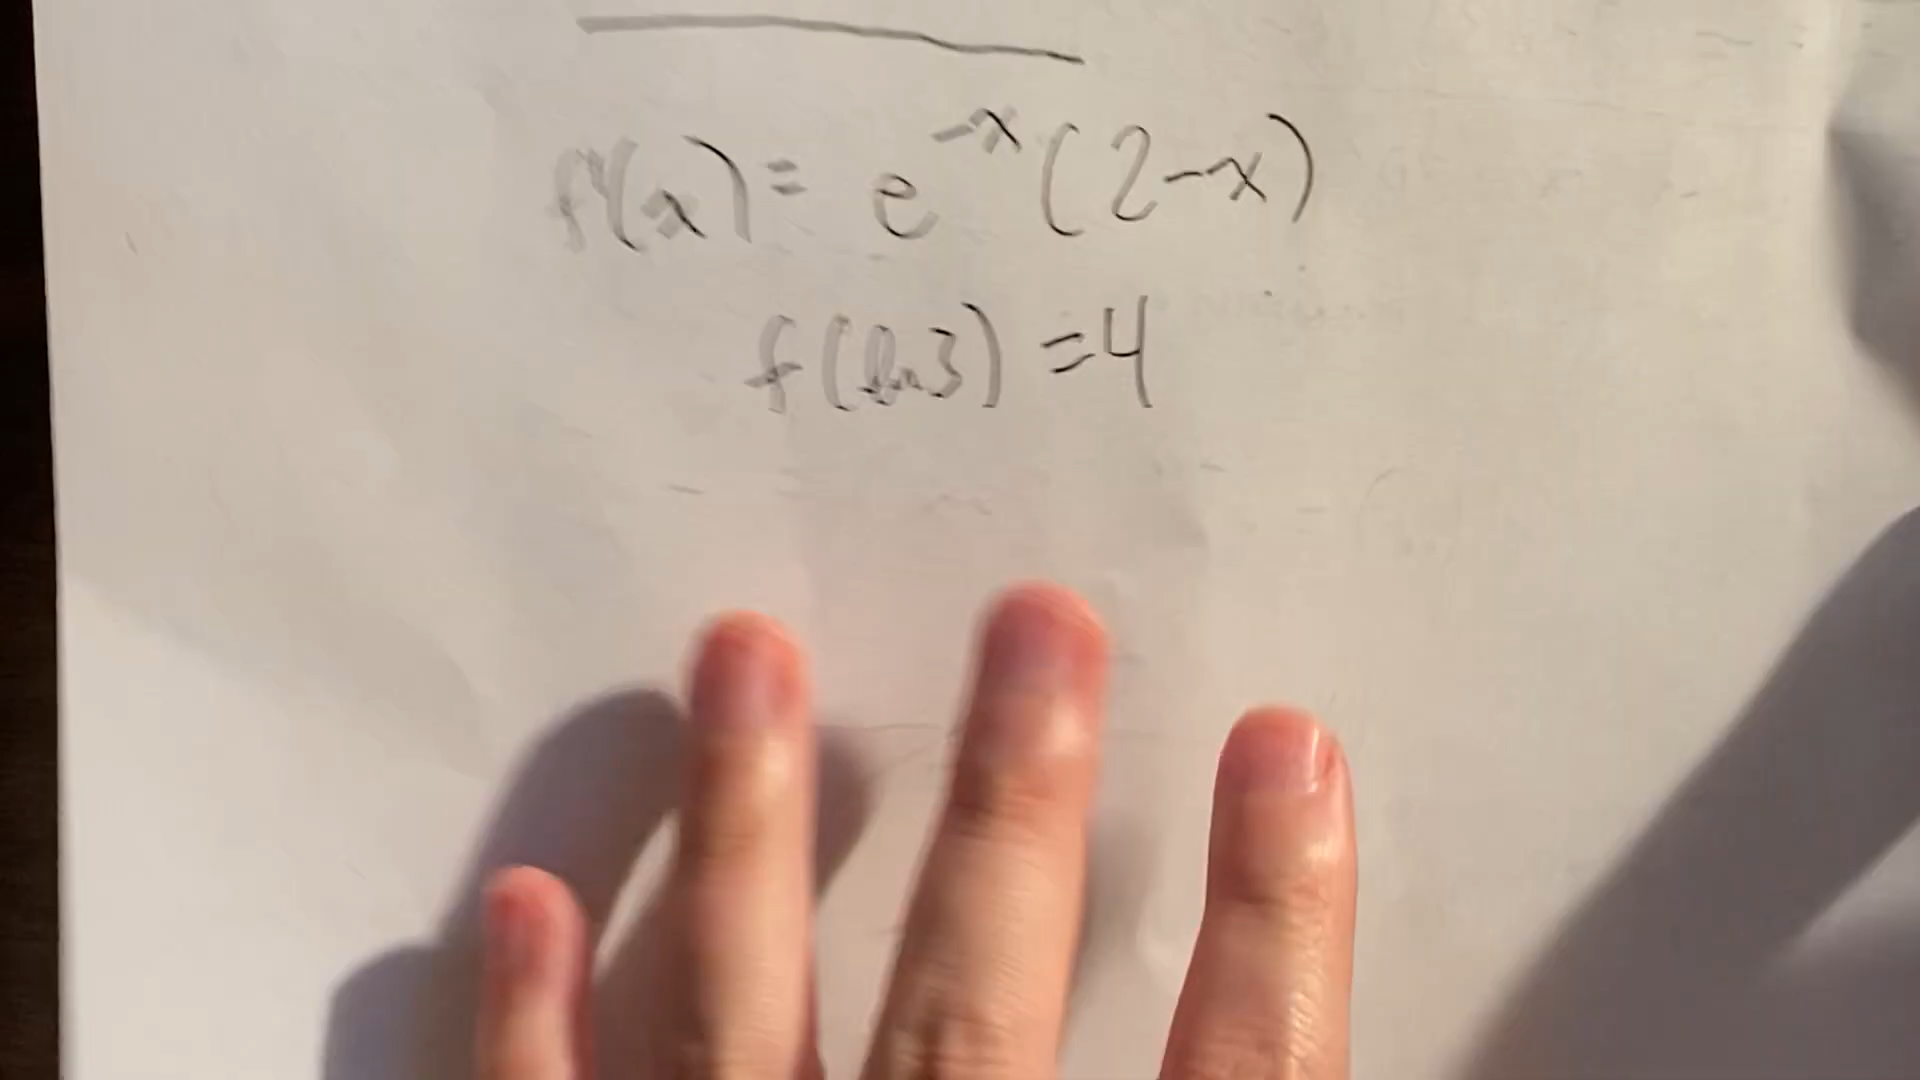 f'(x) = e^{-x}(2-x)
f(ln3) = 4